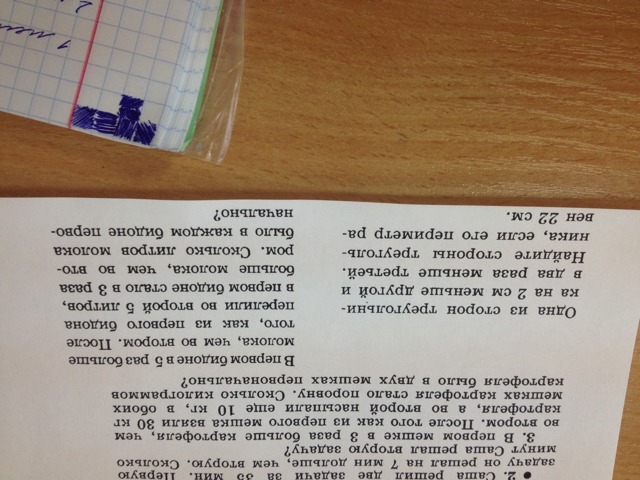 ● 2. Саша решил две задачи за 35 мин. Первую
задачу он решал на 7 мин дольше, чем вторую. Сколько
минут Саша решал вторую задачу?
3. В первом мешке в 3 раза больше картофеля, чем
во втором. После того как из первого мешка взяли 30 кг
картофеля, а во второй насыпали еще 10 кг, в обоих
мешках картофеля стало поровну. Сколько килограммов
картофеля было в двух мешках первоначально?
Одна из сторон треугольни-
ка на 2 см меньше другой и
в два раза меньше третьей.
Найдите стороны треуголь-
ника, если его периметр ра-
вен 22 см.
В первом бидоне в 5 раз больше
молока, чем во втором. После
того, как из первого бидона
перелили во второй 5 литров,
в первом бидоне стало в 3 раза
больше молока, чем во вто-
ром. Сколько литров молока
было в каждом бидоне перво-
начально?